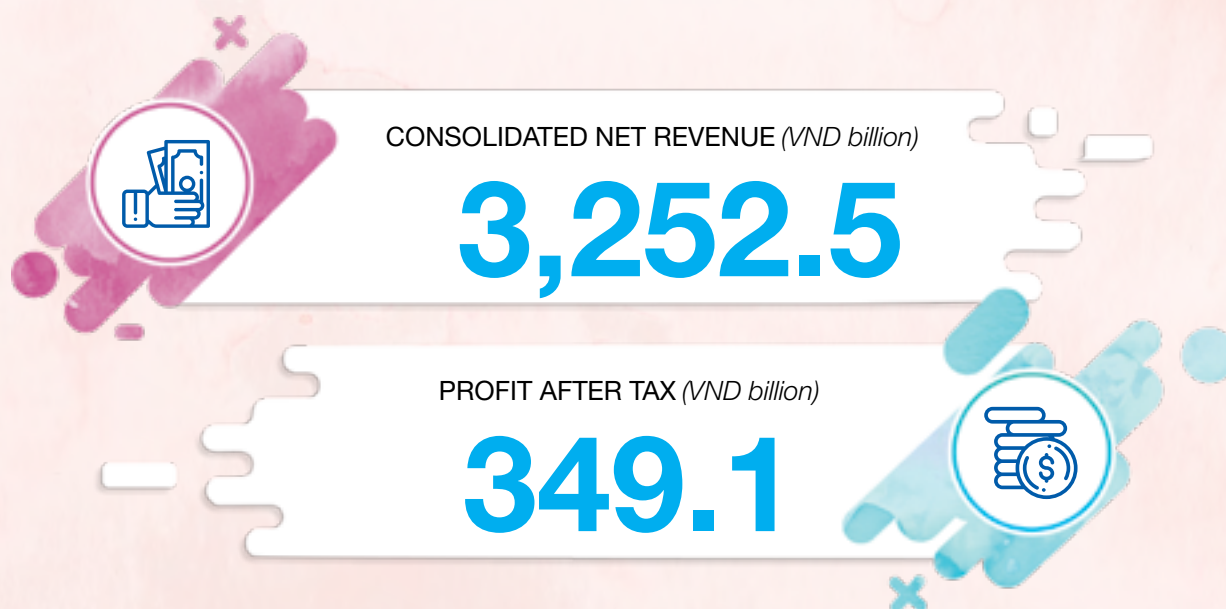 CONSOLIDATED NET REVENUE (VND billion)
3,252.5
PROFIT AFTER TAX (VND billion)
349.1
$